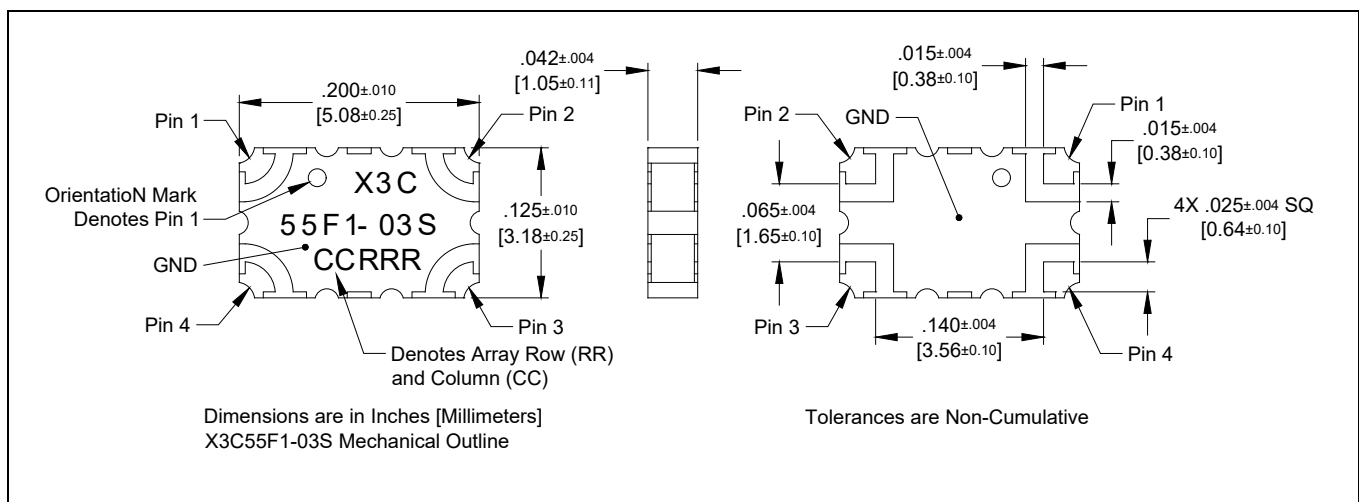 .200±.010
[5.08±0.25]
Pin 1
Pin 2
OrientatioN Mark
Denotes Pin 1
X3C
55F1-03S
CCRRR
GND
.125±.010
[3.18±0.25]
Pin 4
Pin 3
Denotes Array Row (RR)
and Column (CC)
Dimensions are in Inches [Millimeters]
X3C55F1-03S Mechanical Outline
.042±.004
[1.05±0.11]
.015±.004
[0.38±0.10]
Pin 2
GND
Pin 1
.015±.004
[0.38±0.10]
.065±.004
[1.65±0.10]
4X .025±.004 SQ
[0.64±0.10]
Pin 3
.140±.004
[3.56±0.10]
Pin 4
Tolerances are Non-Cumulative